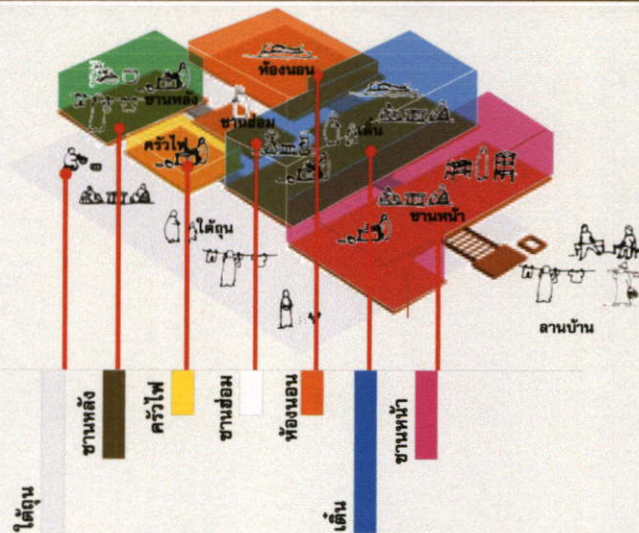 ห้องนอน
ชานหลัง
ชานฮ่อม
เติ๋น
ครัวไฟ
ชานหน้า
ใต้ถุน
ลานบ้าน
ใต้ถุน
ชานหลัง
ครัวไฟ
ชานฮ่อม
ห้องนอน
เติ๋น
ชานหน้า